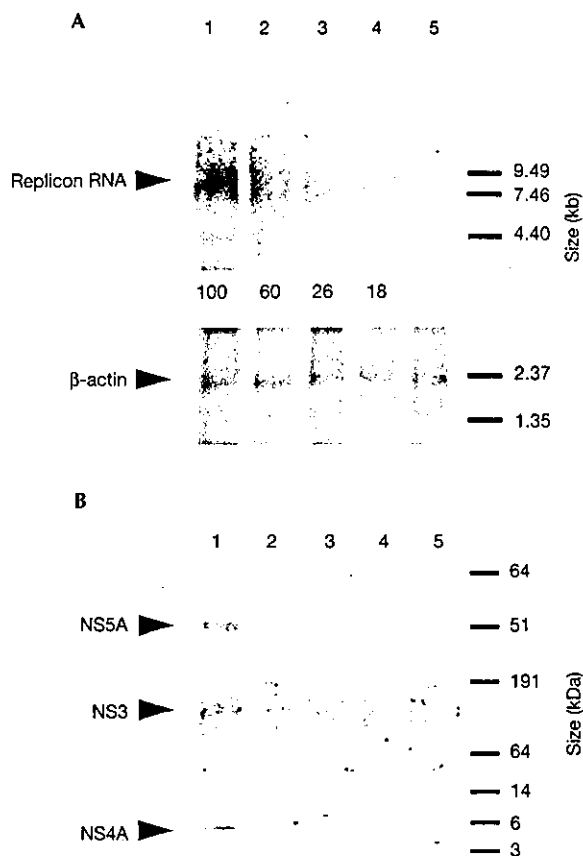 A
1 2 3 4 5
Replicon RNA
9.49
7.46
4.40
Size (kb)
100 60 26 18
β-actin
2.37
1.35
B
1 2 3 4 5
64
NS5A
51
191
NS3
Size (kDa)
64
14
NS4A
6
3